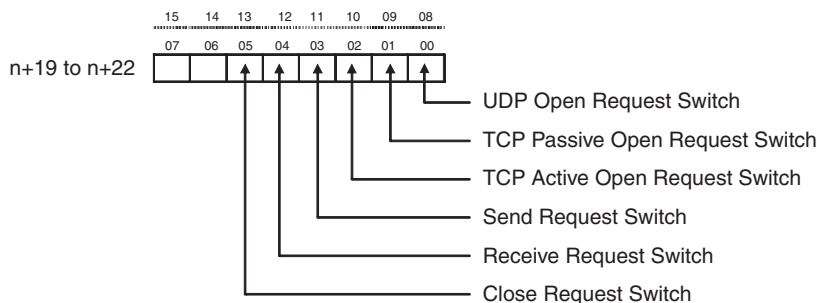 15 14 13 12 11 10 09 08
07 06 05 04 03 02 01 00
n+19 to n+22
UDP Open Request Switch
TCP Passive Open Request Switch
TCP Active Open Request Switch
Send Request Switch
Receive Request Switch
Close Request Switch